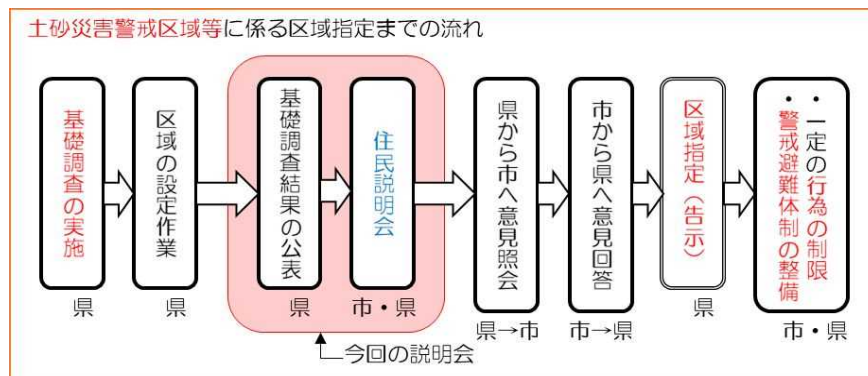 土砂災害警戒区域等に係る区域指定までの流れ
基礎調査の実施
県
区域の設定作業
県
基礎調査結果の公表
県
住民説明会
市・県
県から市へ意見照会
県→市
市から県へ意見回答
市→県
区域指定（告示）
県
・一定の行為の制限
・警戒避難体制の整備
市・県
今回の説明会